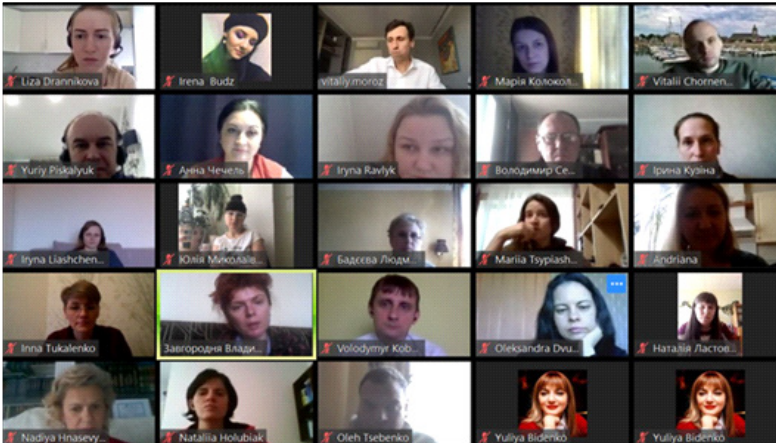 Liza Drannikova
Irena Budz
vitaliy.moroz
Марія Колокол...
Vitalii Chornen...
Yuriy Piskalyuk
Анна Чечель
Iryna Ravlyk
Володимир Се...
Ірина Кузіна
Iryna Liashchen...
Юлія Миколаїв...
Бадєєва Людм...
Mariia Tsypiash...
Andriana
Inna Tukalenko
Завгородня Влади...
Volodymyr Kob...
Oleksandra Dvu...
Наталія Ластов...
Nadiya Hnasevy...
Nataliia Holubiak
Oleh Tsebenko
Yuliya Bidenko
Yuliya Bidenko